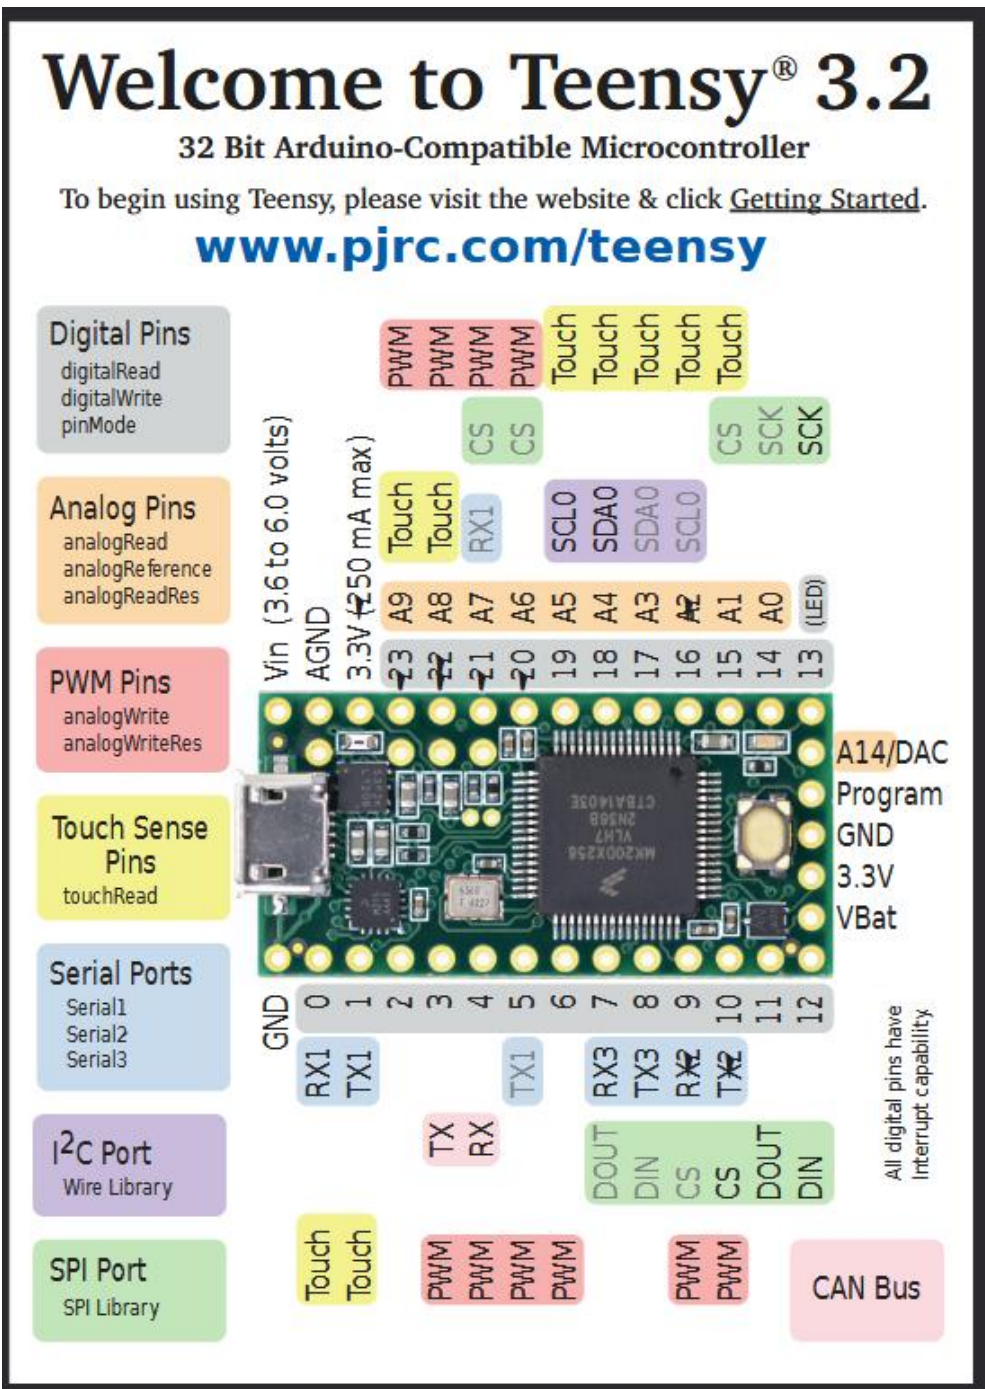 Welcome to Teensy® 3.2
32 Bit Arduino-Compatible Microcontroller
To begin using Teensy, please visit the website & click Getting Started.
www.pjrc.com/teensy
Digital Pins
digitalRead
digitalWrite
pinMode
Analog Pins
analogRead
analogReference
analogReadRes
PWM Pins
analogWrite
analogWriteRes
Touch Sense
Pins
touchRead
Serial Ports
Serial1
Serial2
Serial3
I2C Port
Wire Library
SPI Port
SPI Library
PWM PWM PWM PWM Touch Touch Touch Touch Touch
CS CS CS SCK SCK
Touch Touch RX1 SCL0 SDA0 SDA0 SCL0
A9 A8 A7 A6 A5 A4 A3 A2 A1 A0 (LED)
Vin (3.6 to 6.0 volts)
AGND
3.3V (250 mA max)
23 22 21 20 19 18 17 16 15 14 13
MK20DX256
VLH7
2N36B
CTBA1403E
A14/DAC
Program
GND
3.3V
VBat
GND 0 1 2 3 4 5 6 7 8 9 10 11 12
RX1 TX1 TX1 RX3 TX3 RX2 TX2
TX RX DOUT DIN CS CS DOUT DIN
Touch Touch PWM PWM PWM PWM PWM PWM
All digital pins have
Interrupt capability.
CAN Bus